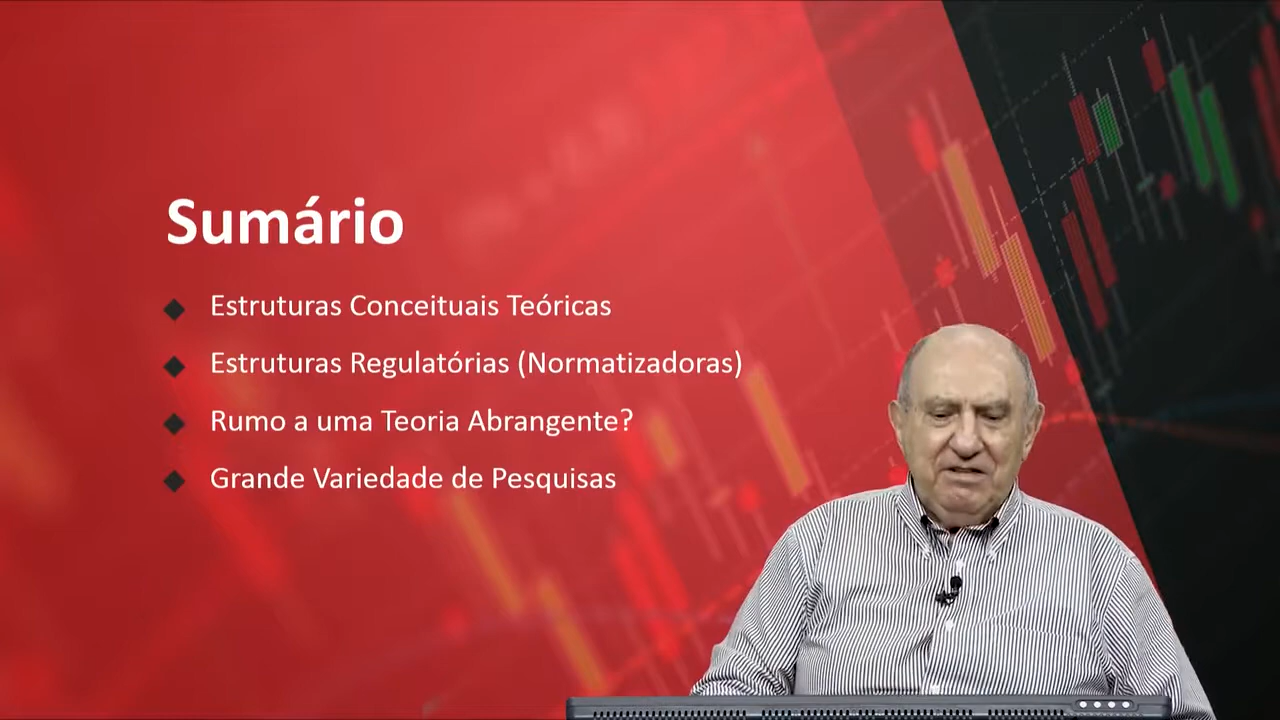 Sumário
Estruturas Conceituais Teóricas
Estruturas Regulatórias (Normatizadoras)
Rumo a uma Teoria Abrangente?
Grande Variedade de Pesquisas